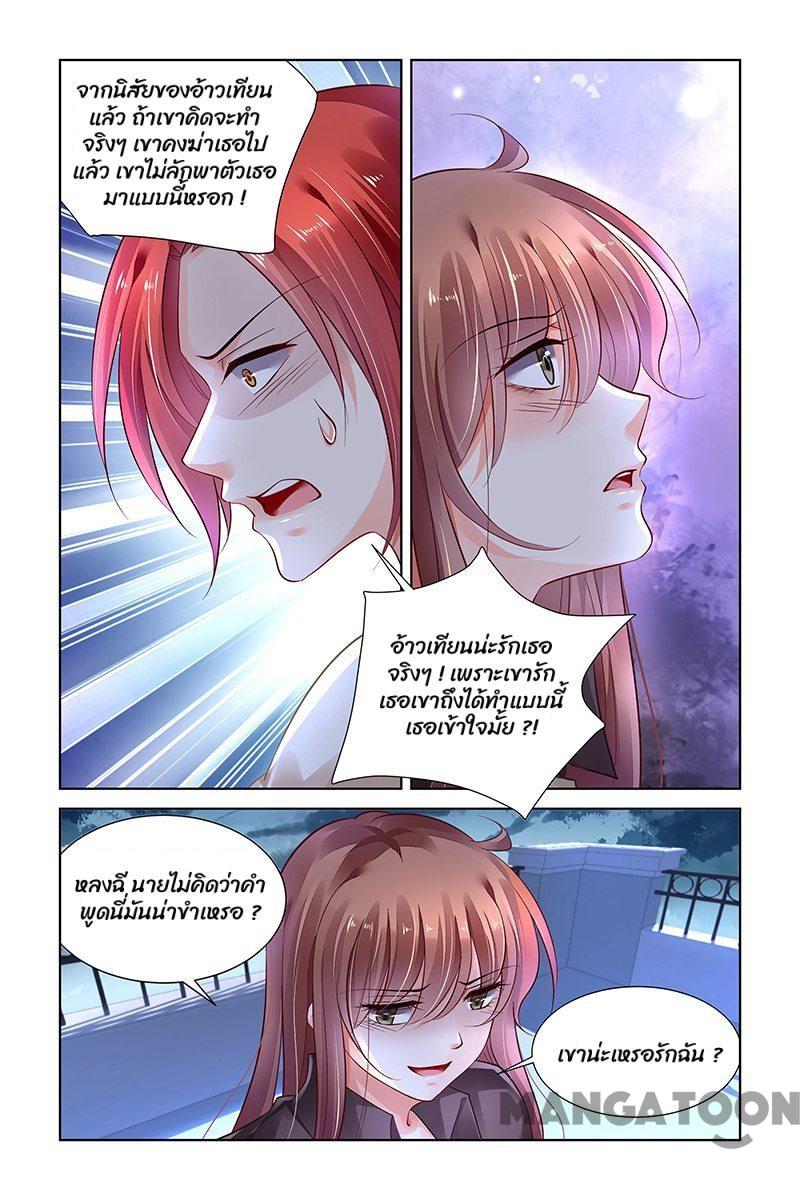 จากนิสัยของอ้าวเทียน
แล้ว ถ้าเขาคิดจะทำ
จริงๆ เขาคงฆ่าเธอไป
แล้ว เขาไม่ลักพาตัวเธอ
มาแบบนี้หรอก !
อ้าวเทียนน่ะรักเธอ
จริงๆ ! เพราะเขารัก
เธอเขาถึงได้ทำแบบนี้
เธอเข้าใจมั้ย ?!
หลงฉี นายไม่คิดว่าคำ
พูดนี่มันน่าขำเหรอ ?
เขาน่ะเหรอรักฉัน ?
MANGATOON